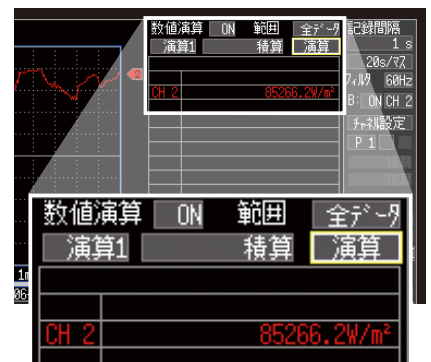 数値演算 ON 範囲 全データ
演算1 積算 演算
CH 2 85266.2W/m²
記録間隔
1 s
20s/マス
フィルタ 60Hz
B: ON CH 2
チャネル設定
P 1
2
数値演算 ON 範囲 全データ
演算1 積算 演算
CH 2 85266.2W/m²